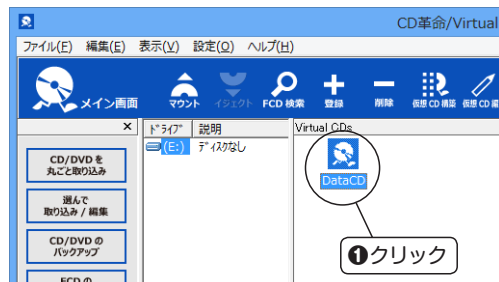 CD革命/Virtual
ファイル(F) 編集(E) 表示(V) 設定(O) ヘルプ(H)
メイン画面 マウント イジェクト FCD 検索 登録 削除 仮想 CD 構築 仮想 CD 編
× ﾄﾞﾗｲﾌﾞ 説明 Virtual CDs
(E:) ﾃﾞｨｽｸなし
CD/DVD を
丸ごと取り込み
DataCD
選んで
取り込み / 編集
CD/DVD の
バックアップ
❶クリック
FCD の